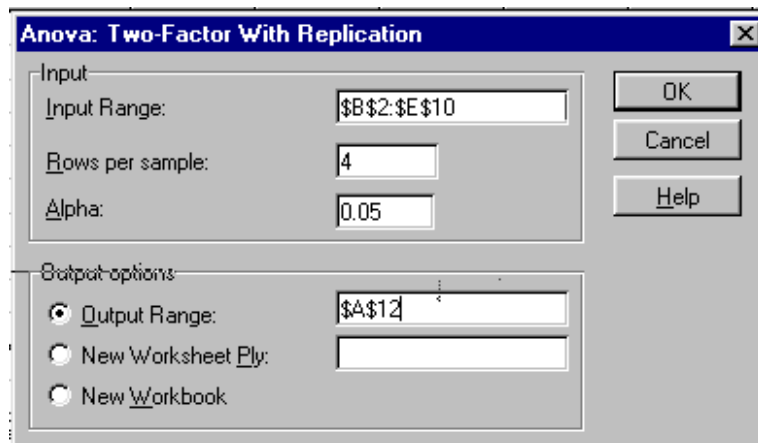 Anova: Two-Factor With Replication
Input
Input Range: $B$2:$E$10
Rows per sample: 4
Alpha: 0.05
OK
Cancel
Help
Output options
Output Range: $A$12
New Worksheet Ply:
New Workbook